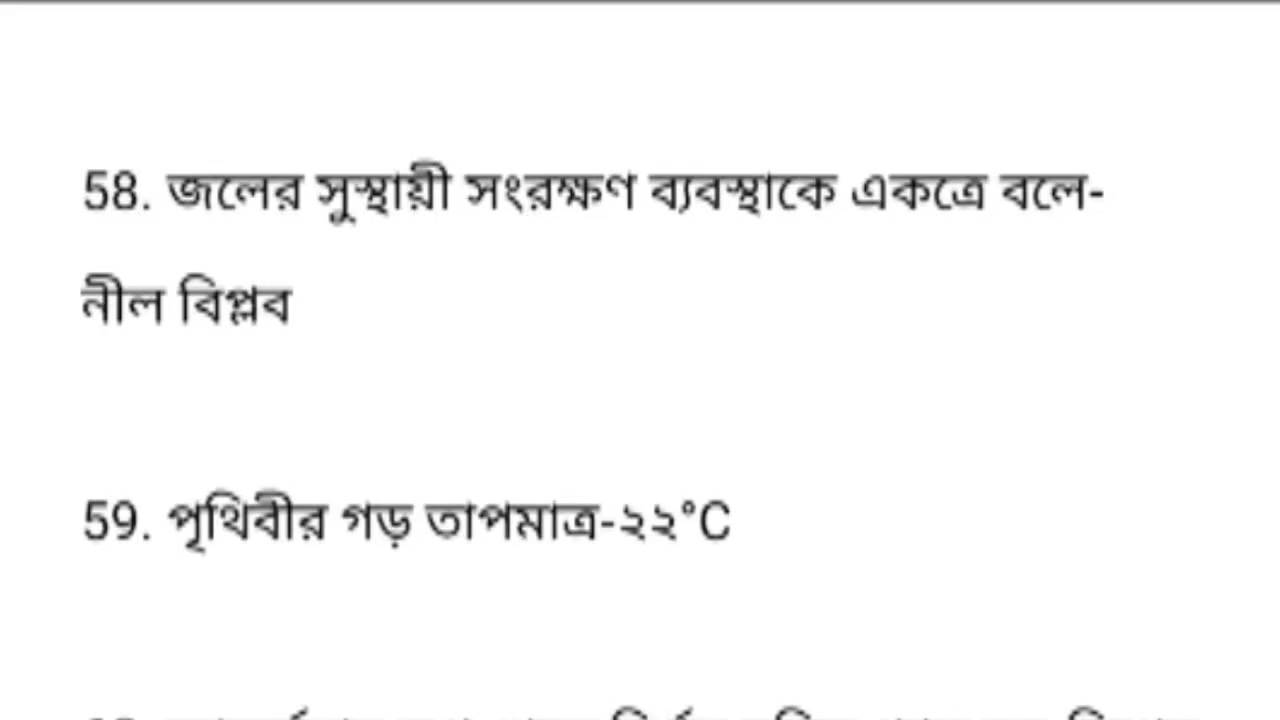 58. জলের সুস্থায়ী সংরক্ষণ ব্যবস্থাকে একত্রে বলে-
নীল বিপ্লব
59. পৃথিবীর গড় তাপমাত্র-২২°C